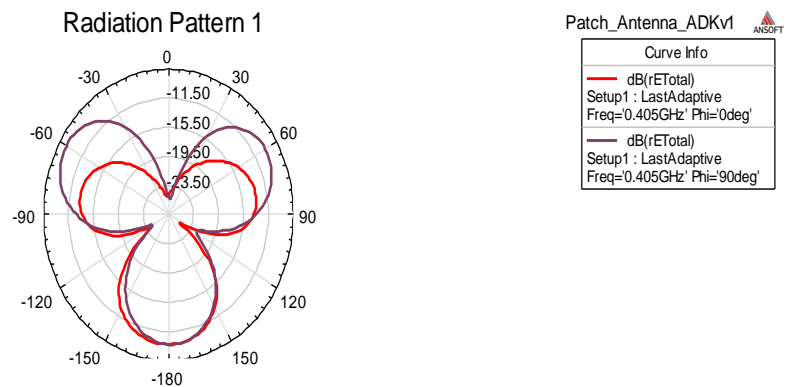 Radiation Pattern 1
Patch_Antenna_ADKv1
ANSOFT
Curve Info
dB(rETotal)
Setup1 : LastAdaptive
Freq='0.405GHz' Phi='0deg'
dB(rETotal)
Setup1 : LastAdaptive
Freq='0.405GHz' Phi='90deg'
0
-30
30
-11.50
-60
-15.50
60
-19.50
-23.50
-90
90
-120
120
-150
150
-180